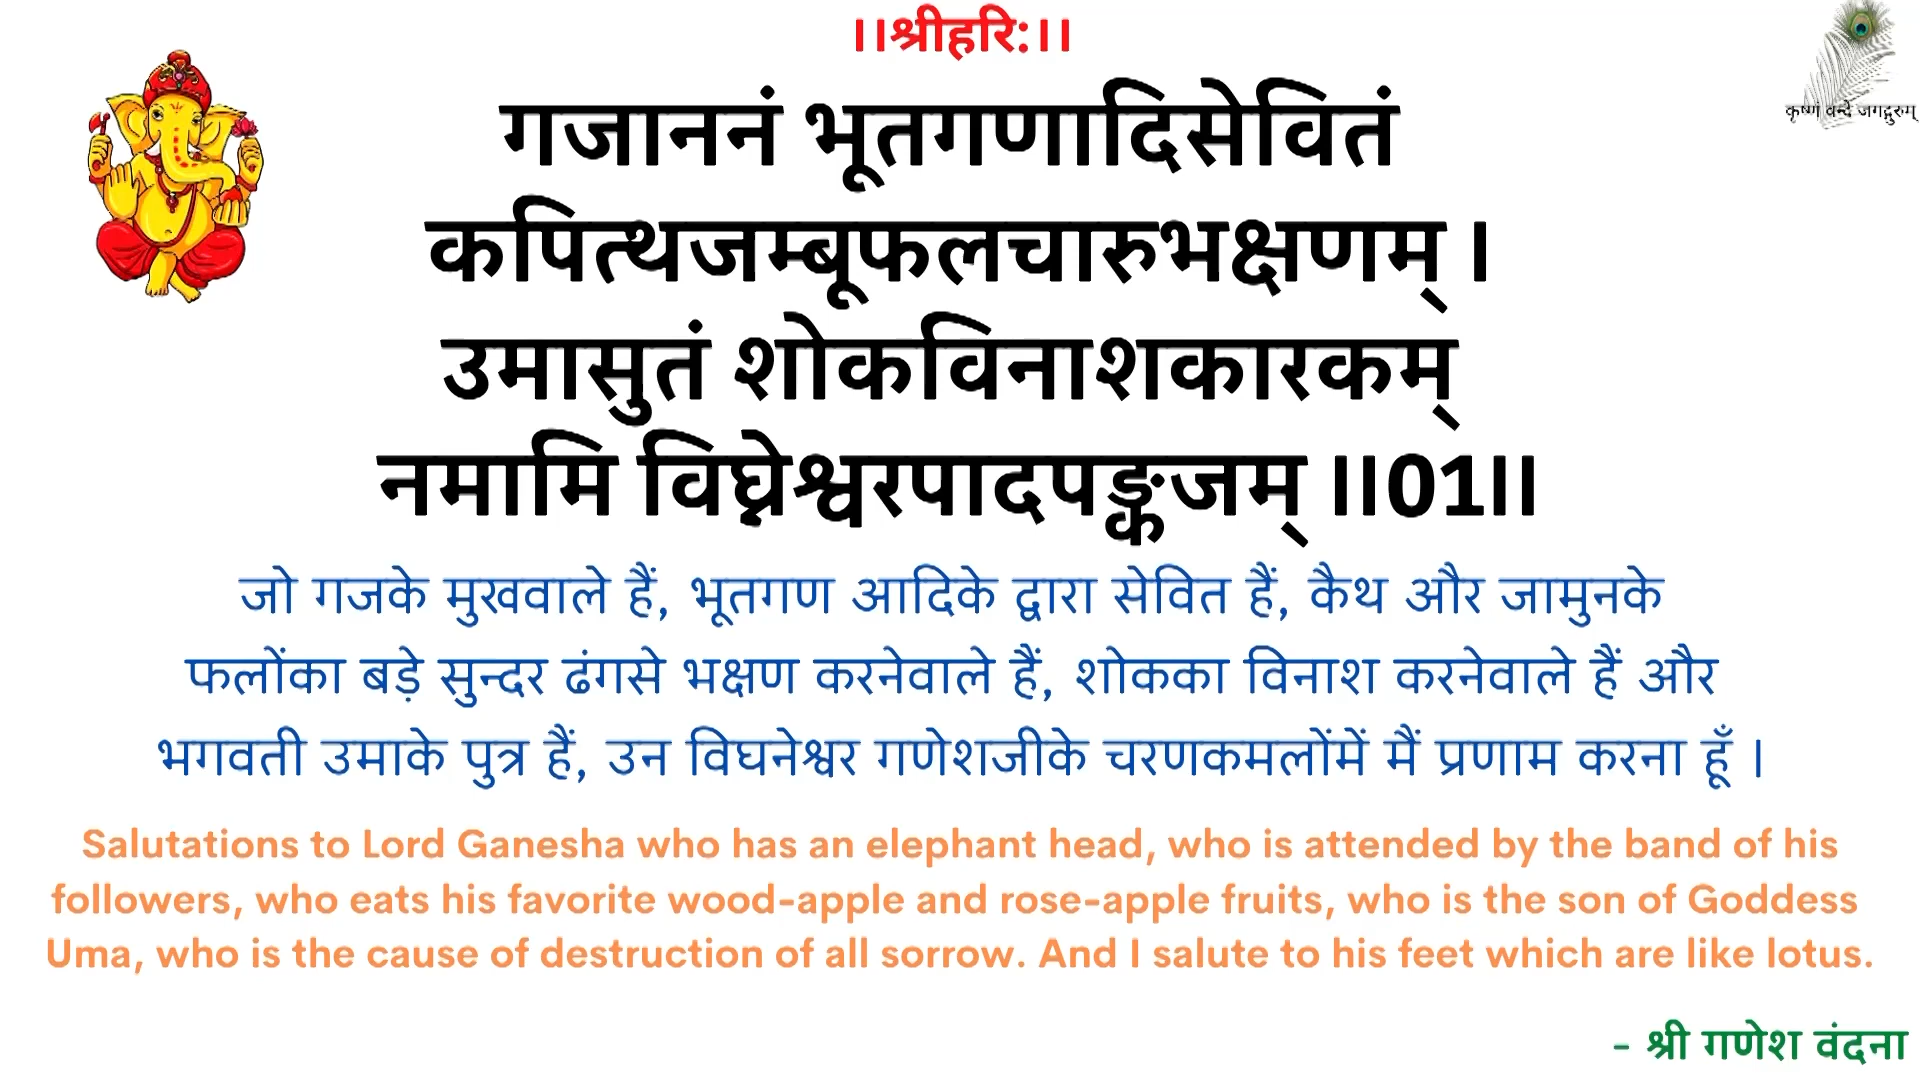 ।।श्रीहरि:।।
कृष्णं वन्दे जगद्गुरुम्
गजाननं भूतगणादिसेवितं
कपित्थजम्बूफलचारुभक्षणम् ।
उमासुतं शोकविनाशकारकम्
नमामि विघ्नेश्वरपादपङ्कजम् ।।01।।
जो गजके मुखवाले हैं, भूतगण आदिके द्वारा सेवित हैं, कैथ और जामुनके
फलोंका बड़े सुन्दर ढंगसे भक्षण करनेवाले हैं, शोकका विनाश करनेवाले हैं और
भगवती उमाके पुत्र हैं, उन विघनेश्वर गणेशजीके चरणकमलोंमें मैं प्रणाम करना हूँ ।
Salutations to Lord Ganesha who has an elephant head, who is attended by the band of his
followers, who eats his favorite wood-apple and rose-apple fruits, who is the son of Goddess
Uma, who is the cause of destruction of all sorrow. And I salute to his feet which are like lotus.
- श्री गणेश वंदना